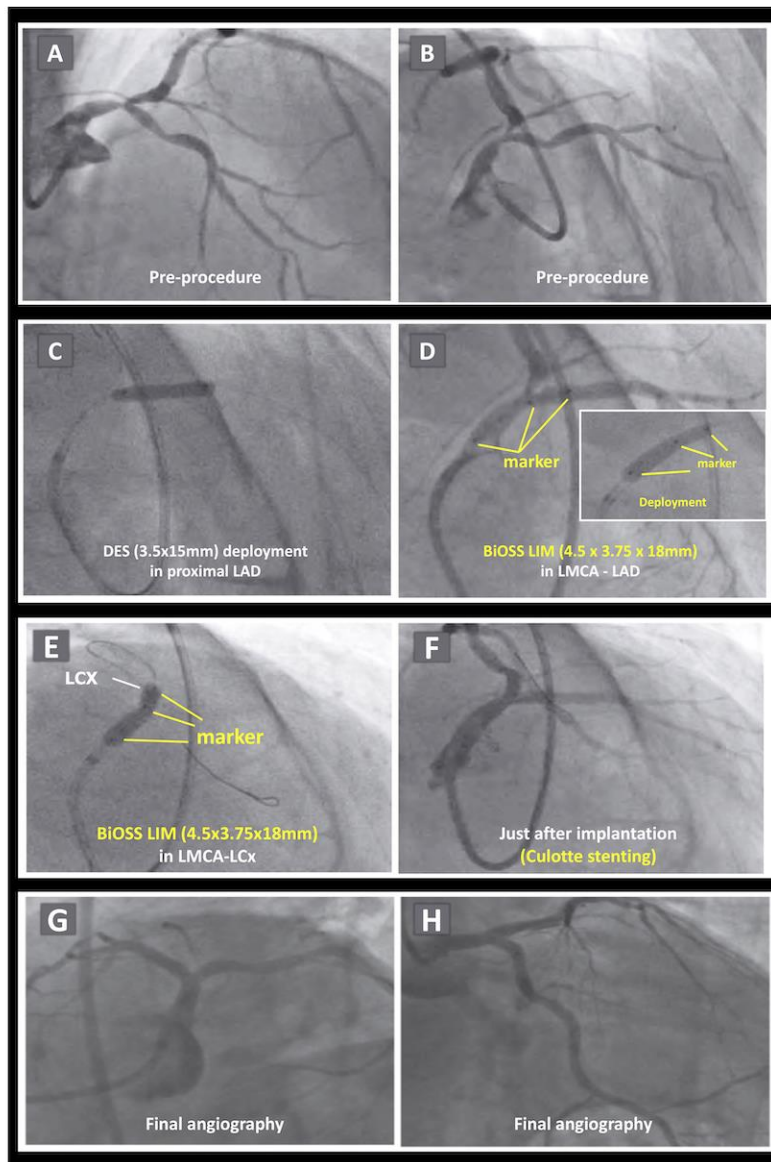 A
Pre-procedure
B
Pre-procedure
C
DES (3.5x15mm) deployment
in proximal LAD
D
marker
marker
Deployment
BiOSS LIM (4.5 x 3.75 x 18mm)
in LMCA - LAD
E
LCX
marker
BiOSS LIM (4.5x3.75x18mm)
in LMCA-LCx
F
Just after implantation
(Culotte stenting)
G
Final angiography
H
Final angiography